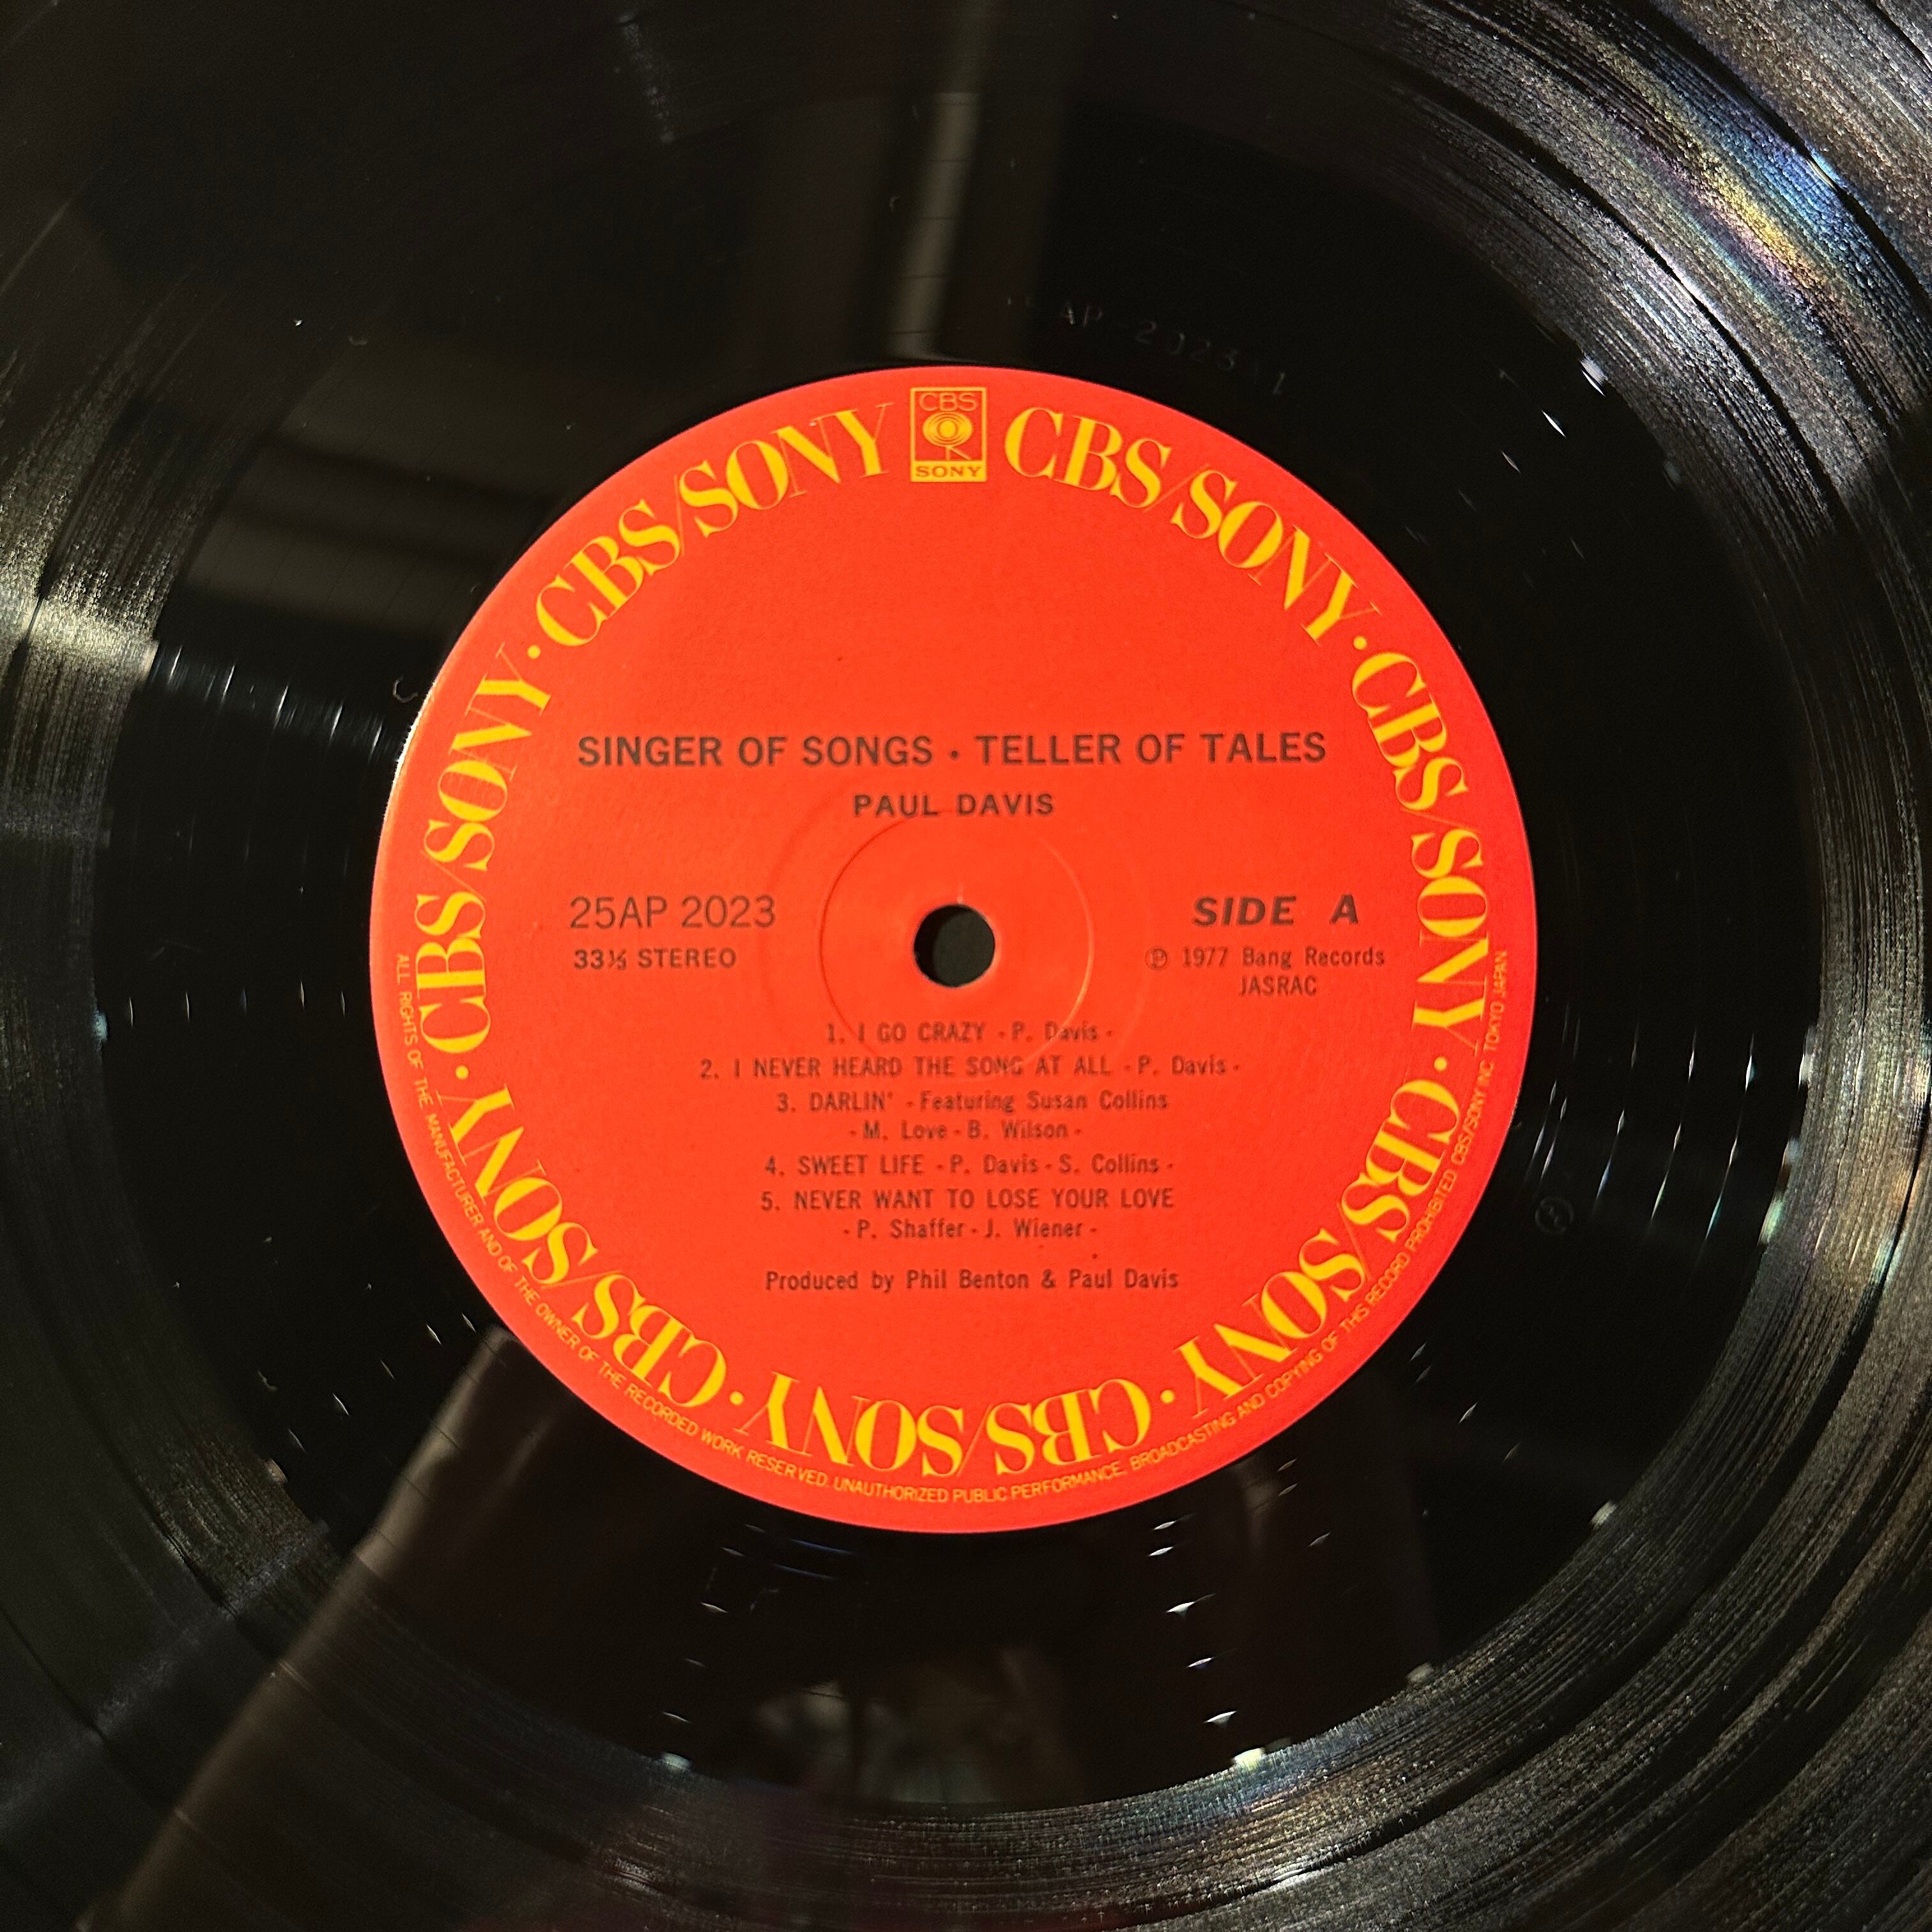 CBS
SONY
CBS/SONY · CBS/SONY · CBS/SONY · CBS/SONY · CBS/SONY · CBS/SONY · CBS/SONY · CBS/SONY
SINGER OF SONGS · TELLER OF TALES
PAUL DAVIS
25AP 2023
33⅓ STEREO
SIDE A
Ⓟ 1977 Bang Records
JASRAC
1. I GO CRAZY - P. Davis -
2. I NEVER HEARD THE SONG AT ALL - P. Davis -
3. DARLIN' - Featuring Susan Collins
- M. Love - B. Wilson -
4. SWEET LIFE - P. Davis - S. Collins -
5. NEVER WANT TO LOSE YOUR LOVE
- P. Shaffer - J. Wiener -
Produced by Phil Benton & Paul Davis
ALL RIGHTS OF THE MANUFACTURER AND OF THE OWNER OF THE RECORDED WORK RESERVED. UNAUTHORIZED PUBLIC PERFORMANCE, BROADCASTING AND COPYING OF THIS RECORD PROHIBITED CBS/SONY INC. TOKYO JAPAN